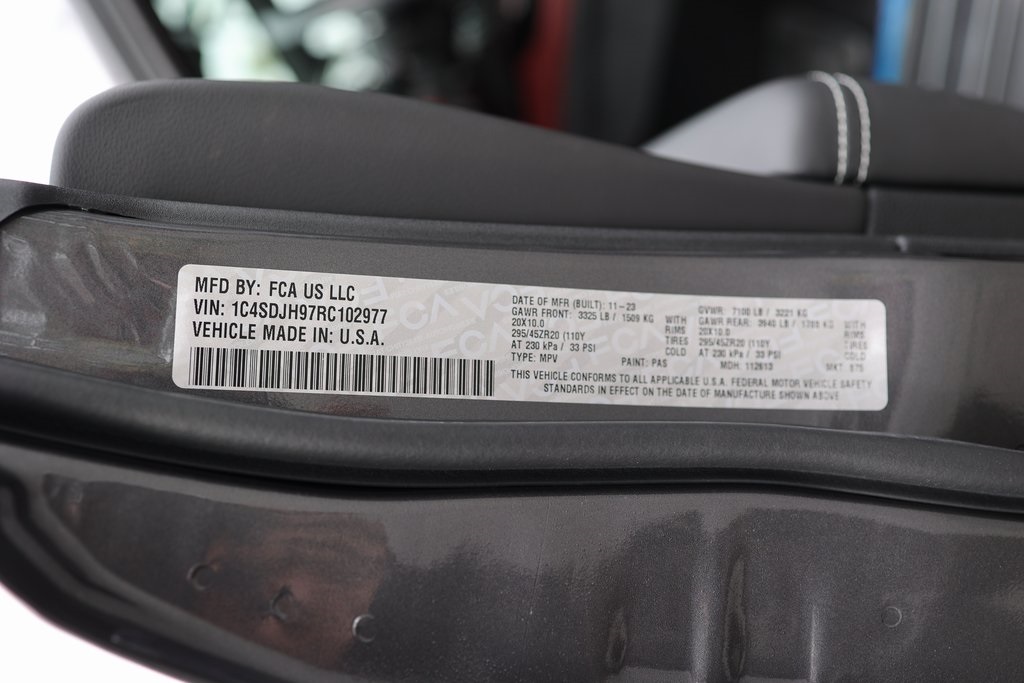 MFD BY: FCA US LLC
VIN: 1C4SDJH97RC102977
VEHICLE MADE IN: U.S.A.
DATE OF MFR (BUILT): 11-23
GVWR: 7100 LB / 3221 KG
GAWR FRONT: 3325 LB / 1509 KG WITH
GAWR REAR: LB / KG WITH
20X10.0 RIMS
20X10.0 RIMS
295/45ZR20 (110Y TIRES
295/45ZR20 (110Y TIRES
AT 230 kPa / 33 PSI COLD
AT 230 kPa / 33 PSI COLD
TYPE: MPV PAINT: PAS MDH: 112613 MKT:
THIS VEHICLE CONFORMS TO ALL APPLICABLE U.S.A. FEDERAL MOTOR VEHICLE SAFETY
STANDARDS IN EFFECT ON THE DATE OF MANUFACTURE SHOWN ABOVE